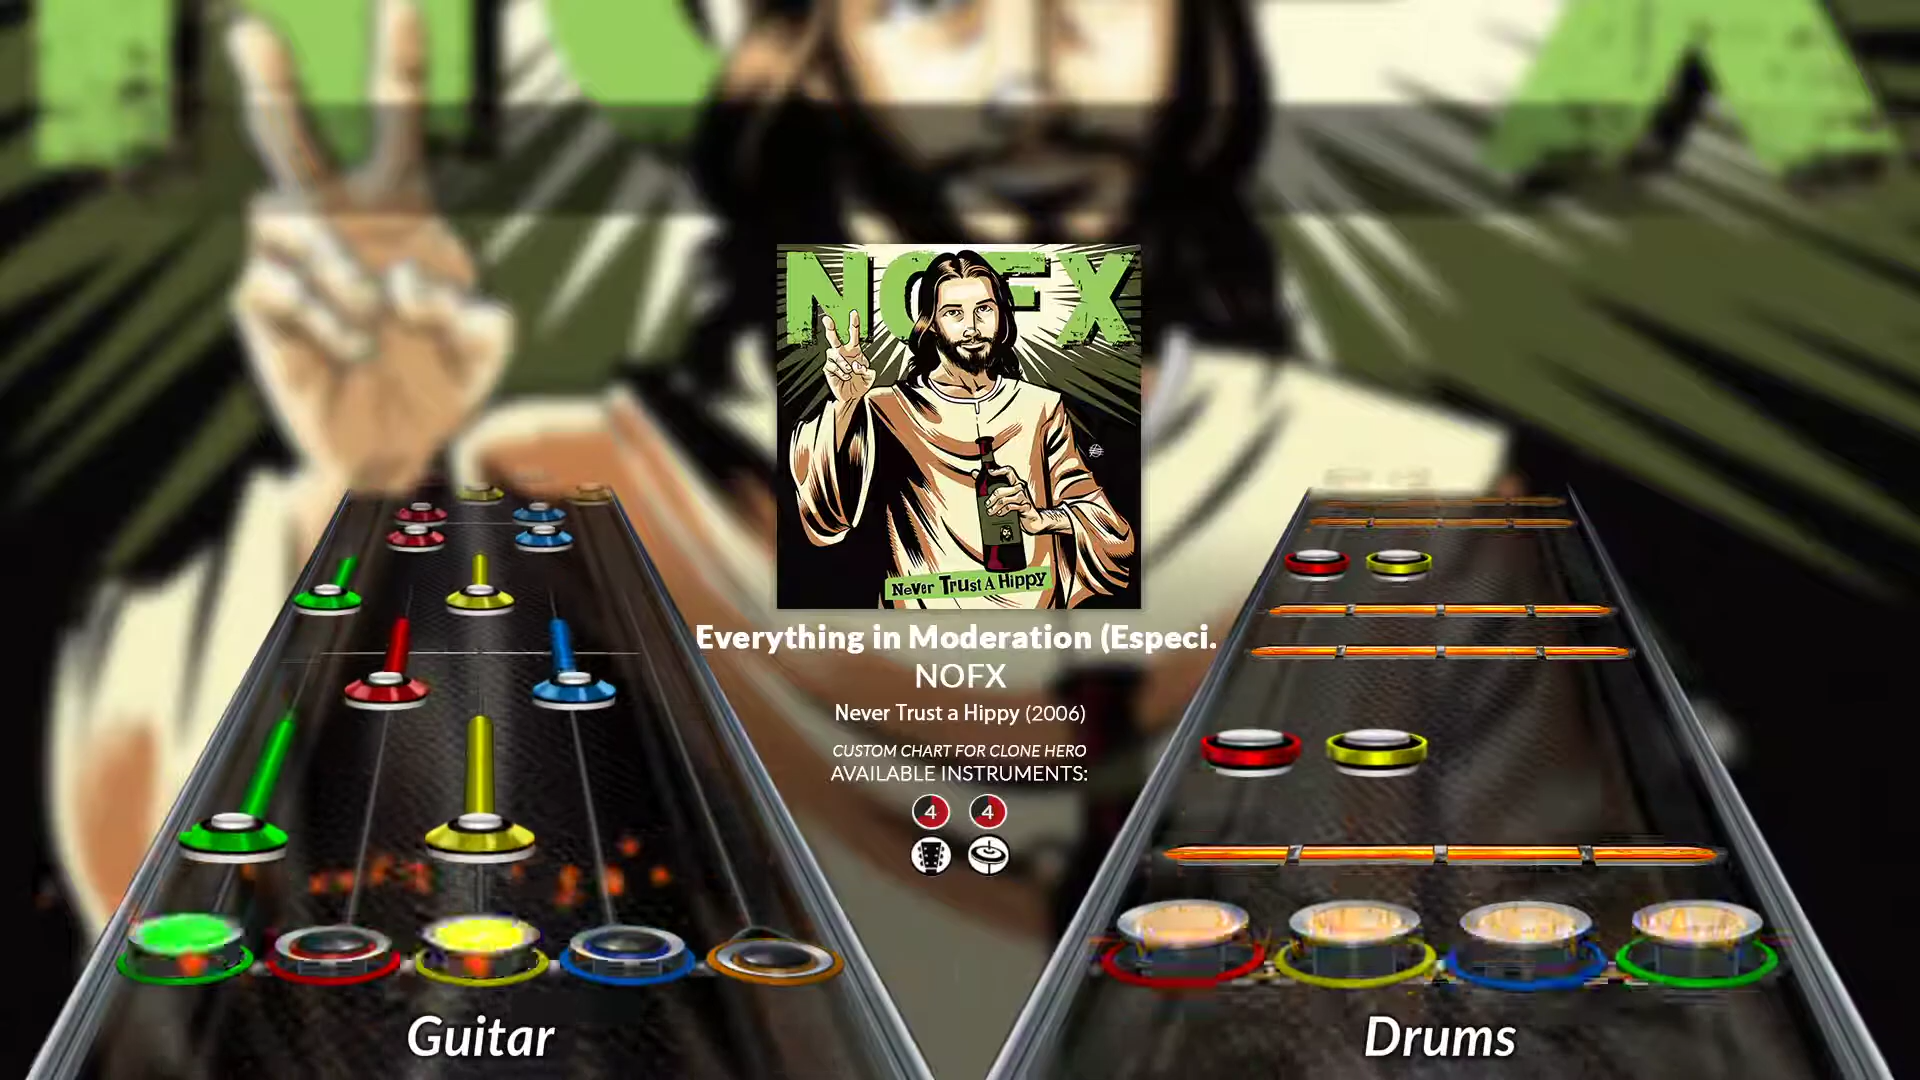 NOFX
Never Trust A Hippy
Everything in Moderation (Especi.
NOFX
Never Trust a Hippy (2006)
CUSTOM CHART FOR CLONE HERO
AVAILABLE INSTRUMENTS:
4 4
Guitar
Drums